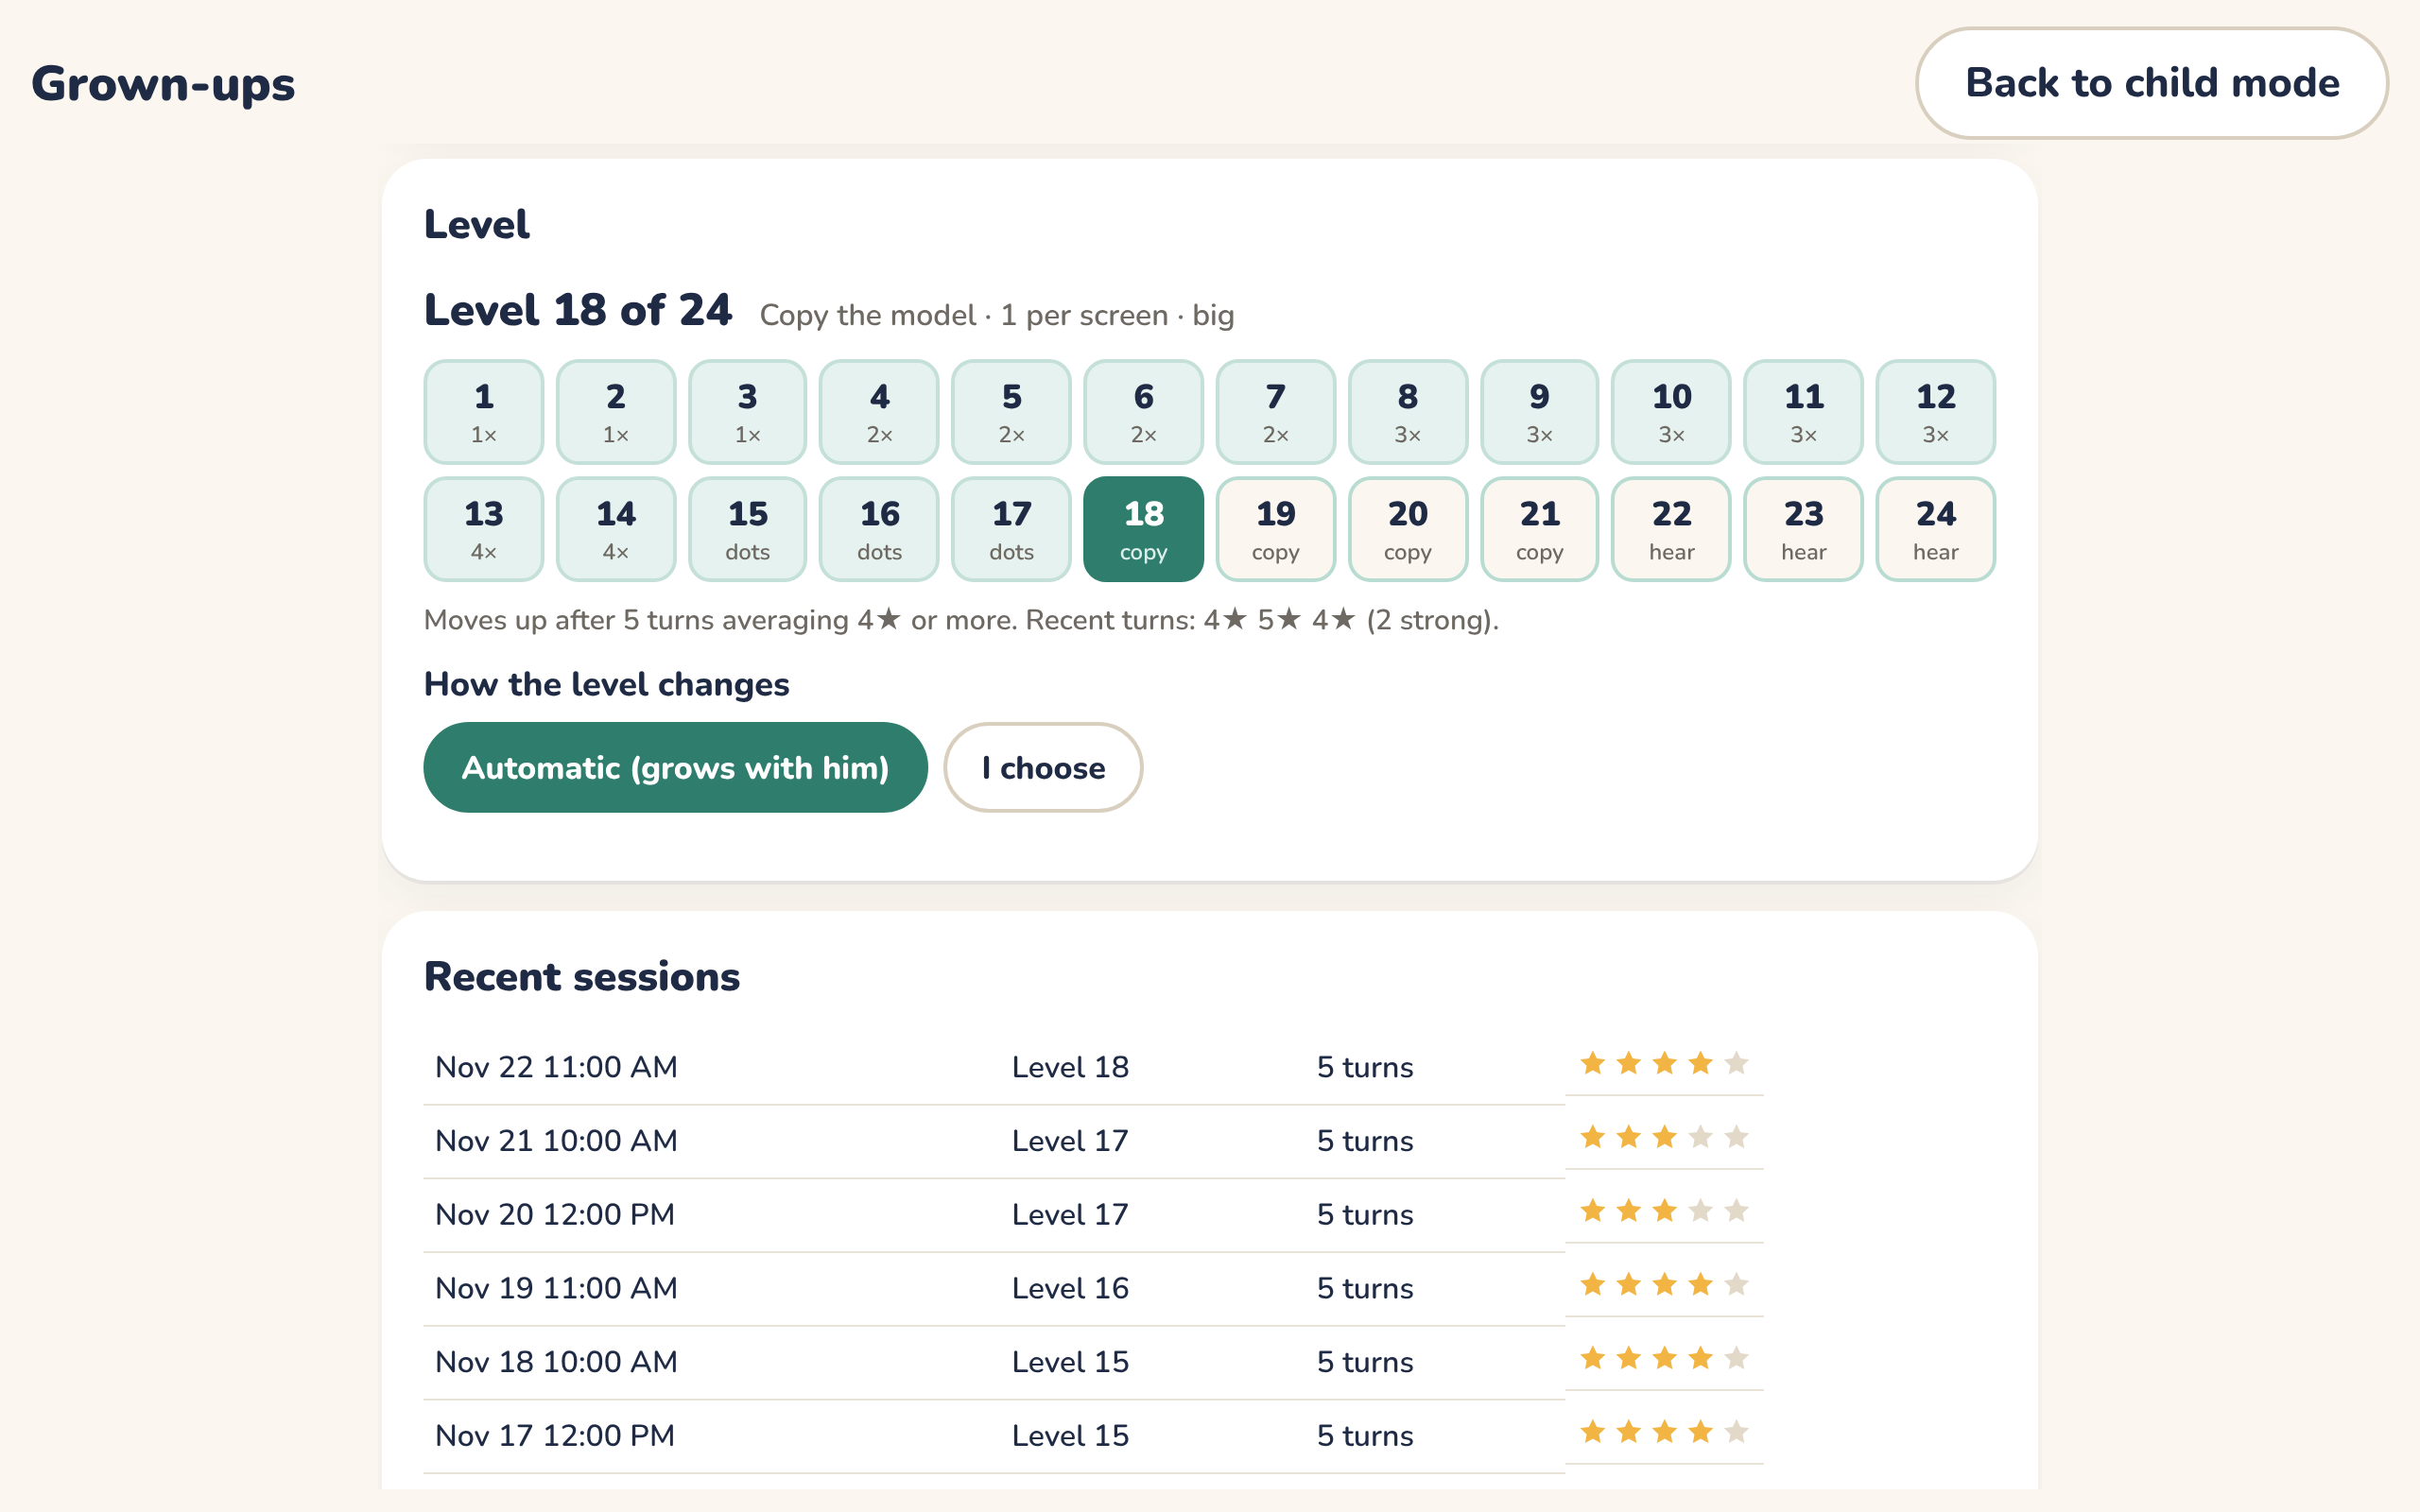 Grown-ups
Back to child mode
Level
Level 18 of 24 Copy the model · 1 per screen · big
1 2 3 4 5 6 7 8 9 10 11 12
1× 1× 1× 2× 2× 2× 2× 3× 3× 3× 3× 3×
13 14 15 16 17 18 19 20 21 22 23 24
4× 4× dots dots dots copy copy copy copy hear hear hear
Moves up after 5 turns averaging 4★ or more. Recent turns: 4★ 5★ 4★ (2 strong).
How the level changes
Automatic (grows with him) I choose
Recent sessions
Nov 22 11:00 AM Level 18 5 turns
Nov 21 10:00 AM Level 17 5 turns
Nov 20 12:00 PM Level 17 5 turns
Nov 19 11:00 AM Level 16 5 turns
Nov 18 10:00 AM Level 15 5 turns
Nov 17 12:00 PM Level 15 5 turns